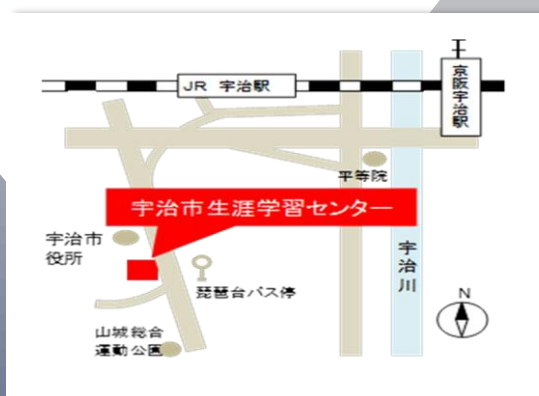 JR 宇治駅
京阪宇治駅
平等院
宇治市生涯学習センター
宇治市
役所
宇治川
琵琶台バス停
N
山城総合
運動公園